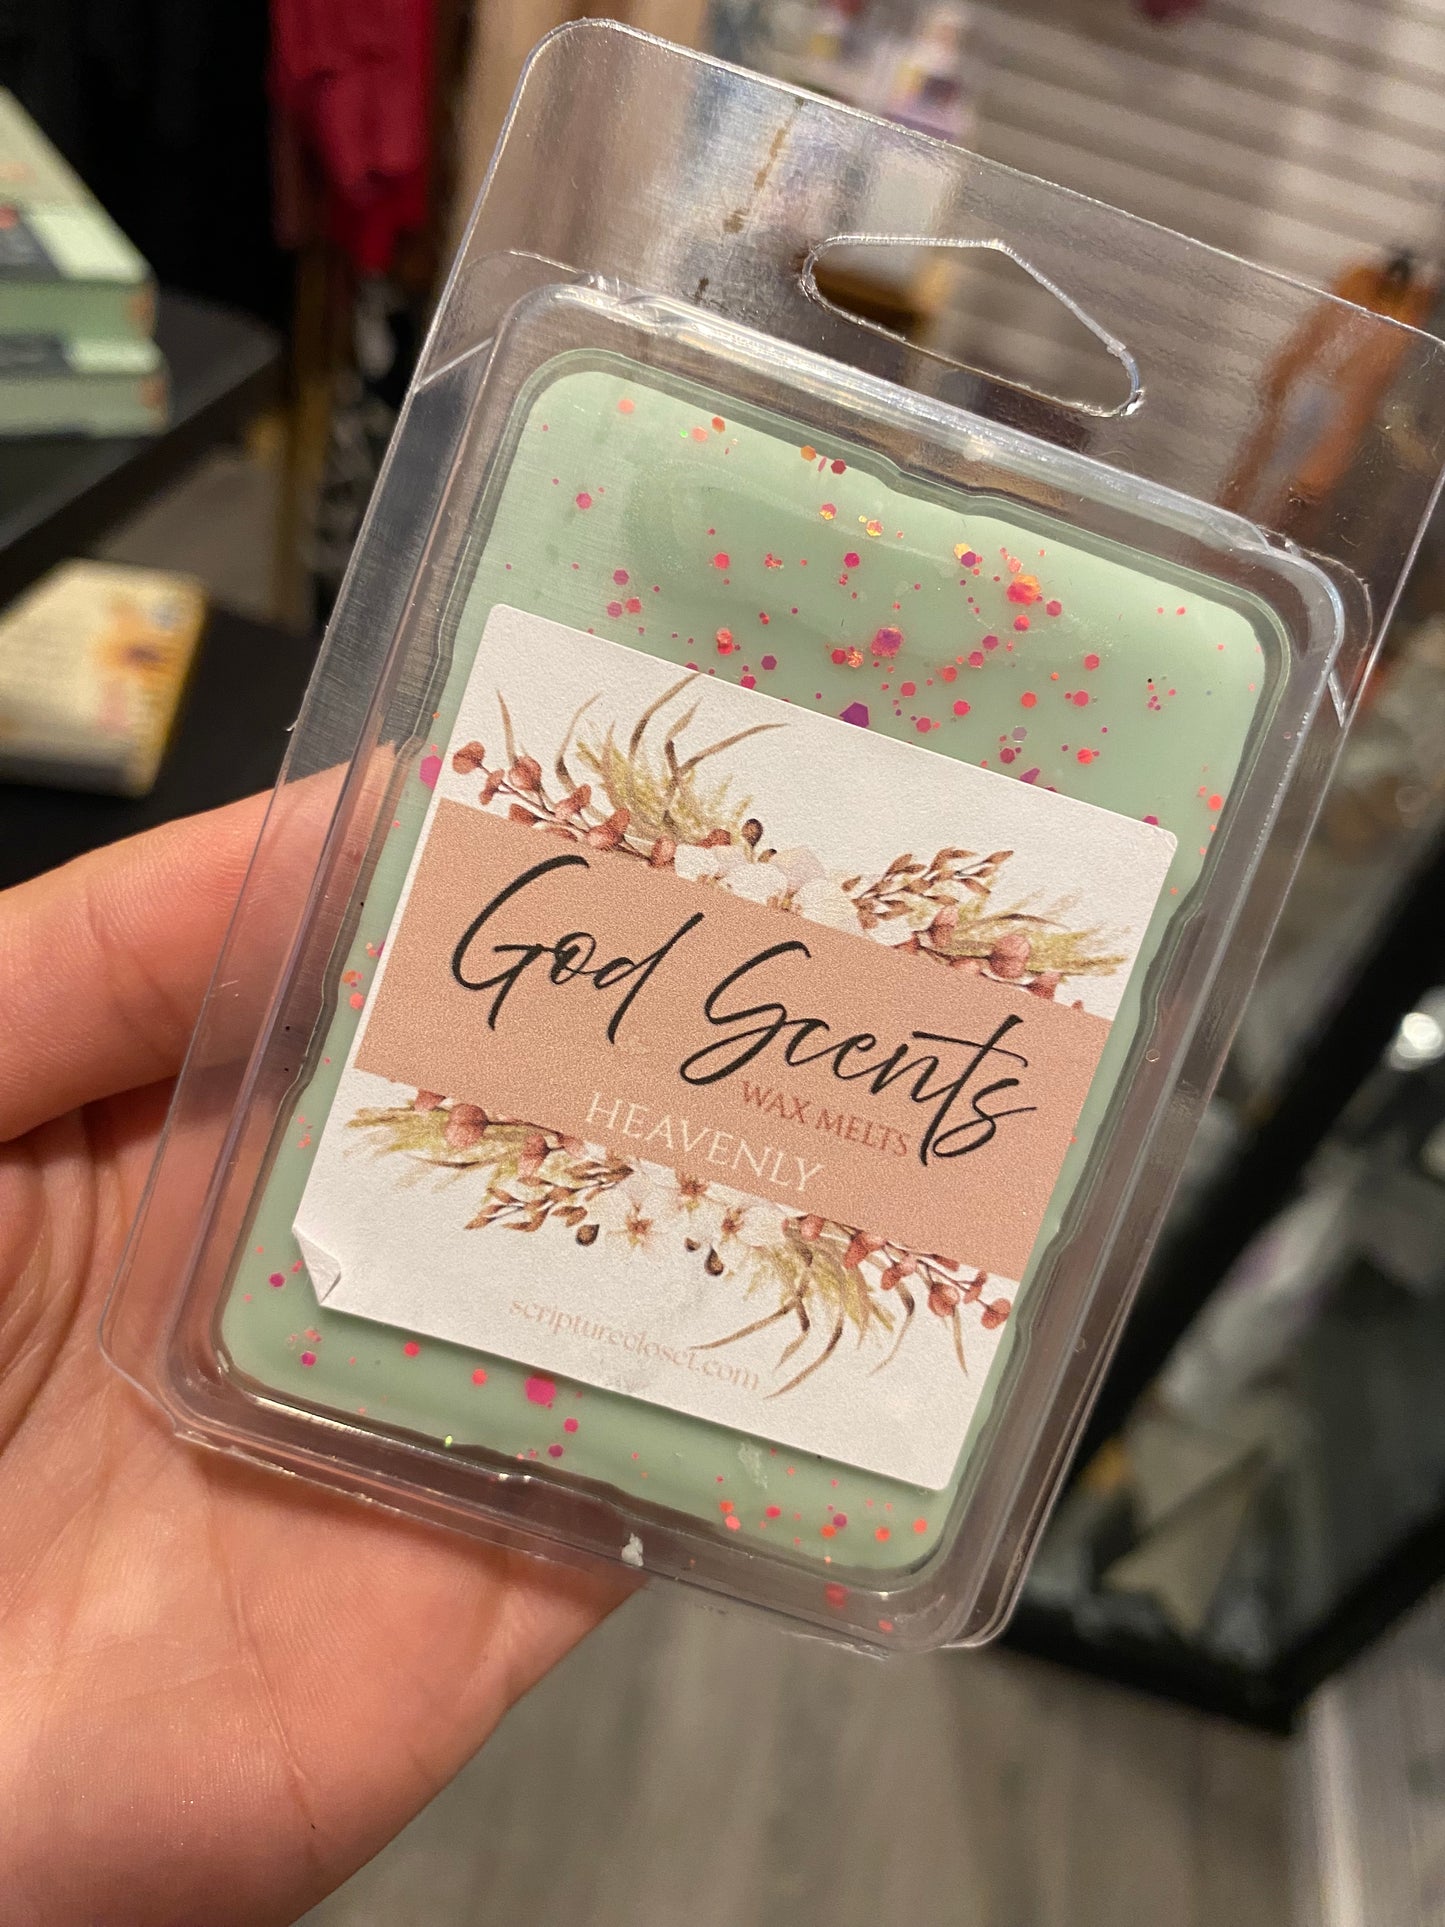 God Scents
WAX MELTS
HEAVENLY
scripturecloset.com